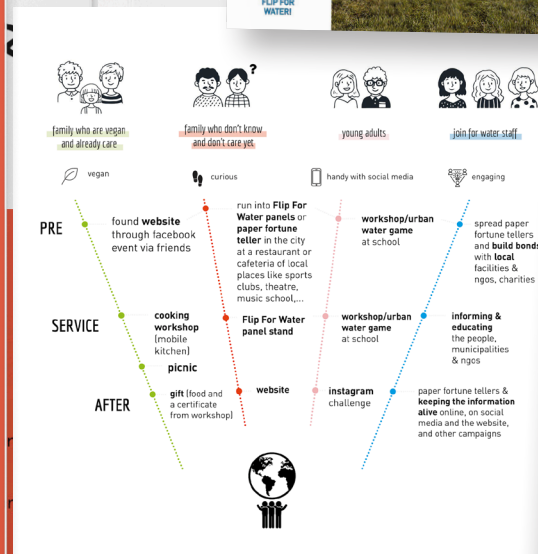 FLIP FOR
WATER!
?
family who are vegan
and already care
family who don't know
and don't care yet
young adults
join for water staff
vegan
curious
handy with social media
engaging
PRE
found website
through facebook
event via friends
run into Flip For
Water panels or
paper fortune
teller in the city
at a restaurant or
cafeteria of local
places like sports
clubs, theatre,
music school,...
workshop/urban
water game
at school
spread paper
fortune tellers
and build bonds
with local
facilities &
ngos, charities
SERVICE
cooking
workshop
(mobile
kitchen)
picnic
Flip For Water
panel stand
workshop/urban
water game
at school
informing &
educating
the people,
municipalities
& ngos
AFTER
gift (food and
a certificate
from workshop)
website
instagram
challenge
paper fortune tellers &
keeping the information
alive online, on social
media and the website,
and other campaigns